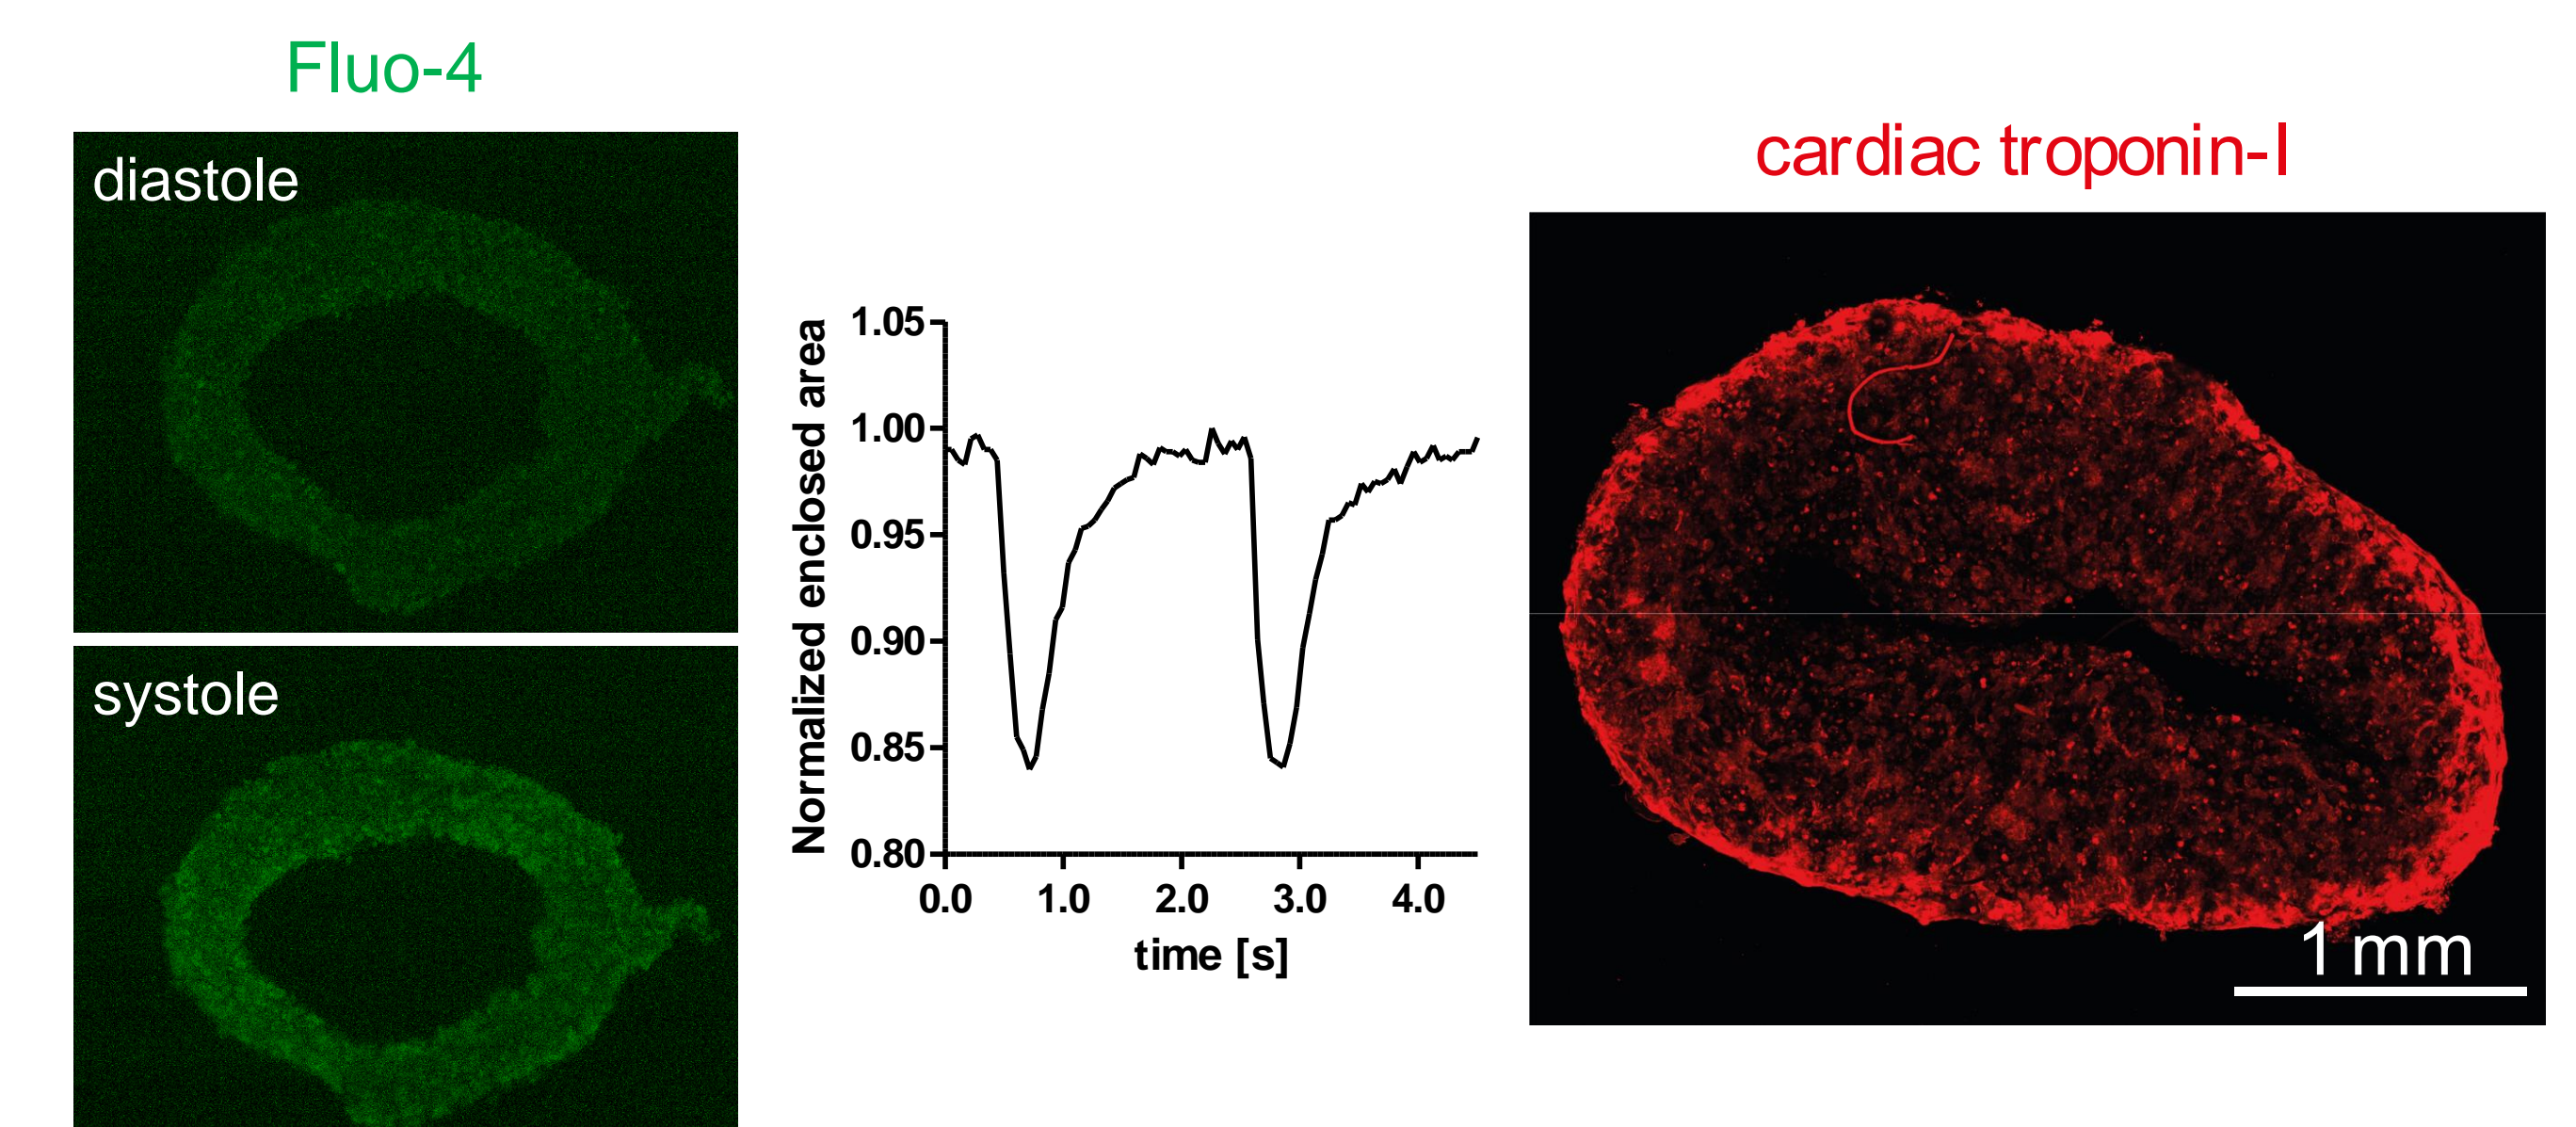 Fluo-4
diastole
systole
Normalized enclosed area
1.05
1.00
0.95
0.90
0.85
0.80
0.0 1.0 2.0 3.0 4.0
time [s]
cardiac troponin-I
1 mm